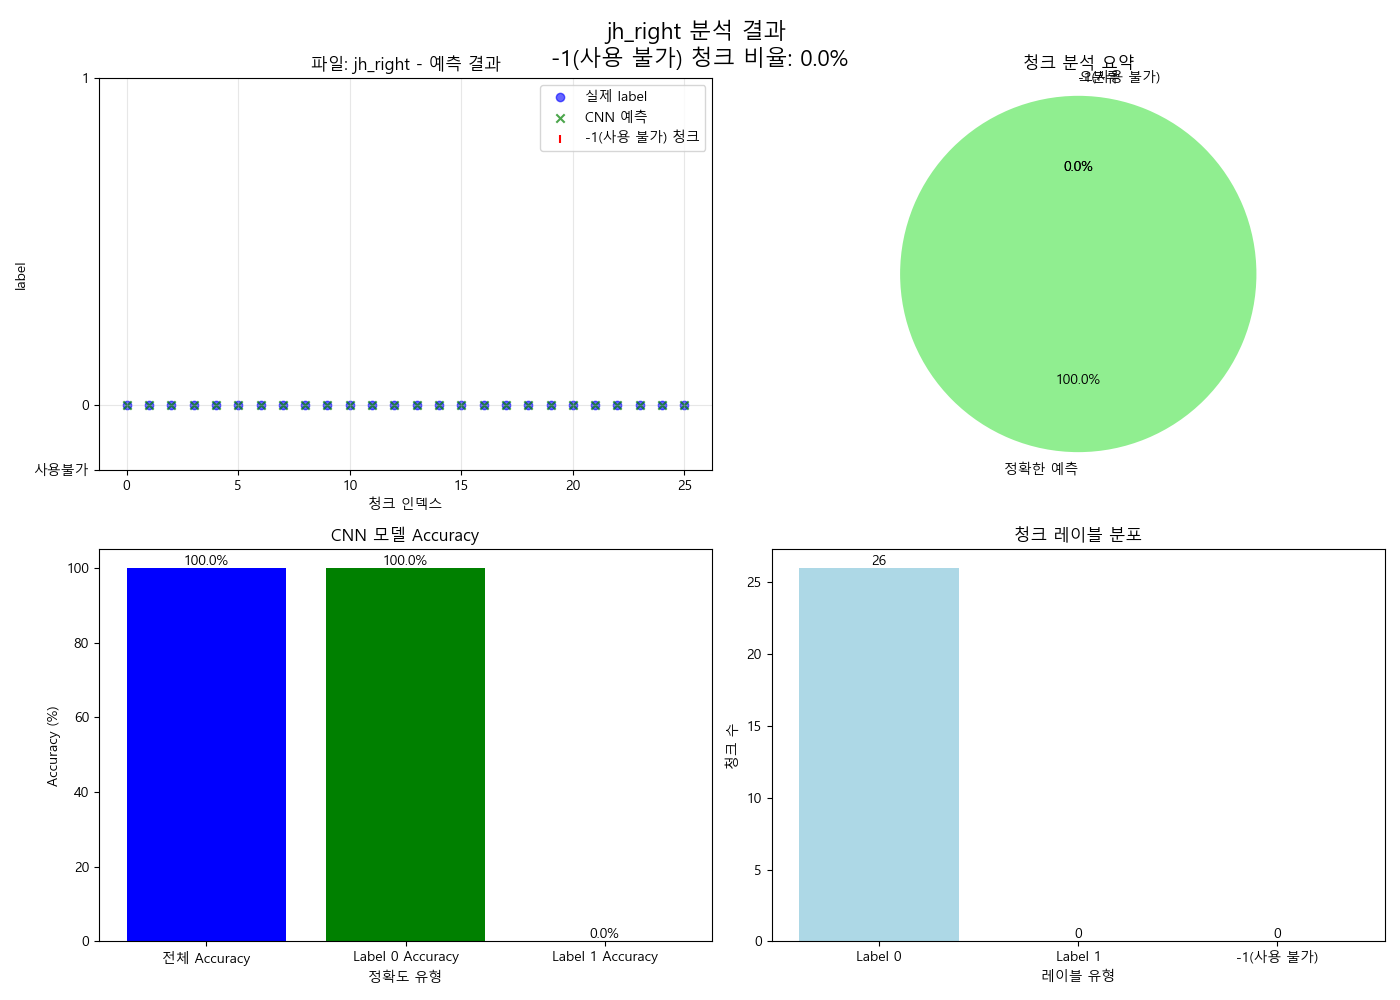 jh_right 분석 결과
-1(사용 불가) 청크 비율: 0.0%
파일: jh_right - 예측 결과
실제 label
CNN 예측
-1(사용 불가) 청크
label
1
0
사용불가
0
5
10
15
20
25
청크 인덱스
청크 분석 요약
-1(사용 불가)
0.0%
100.0%
정확한 예측
CNN 모델 Accuracy
Accuracy (%)
100
80
60
40
20
0
100.0%
100.0%
0.0%
전체 Accuracy
Label 0 Accuracy
Label 1 Accuracy
정확도 유형
청크 레이블 분포
청크 수
25
20
15
10
5
0
26
0
0
Label 0
Label 1
-1(사용 불가)
레이블 유형